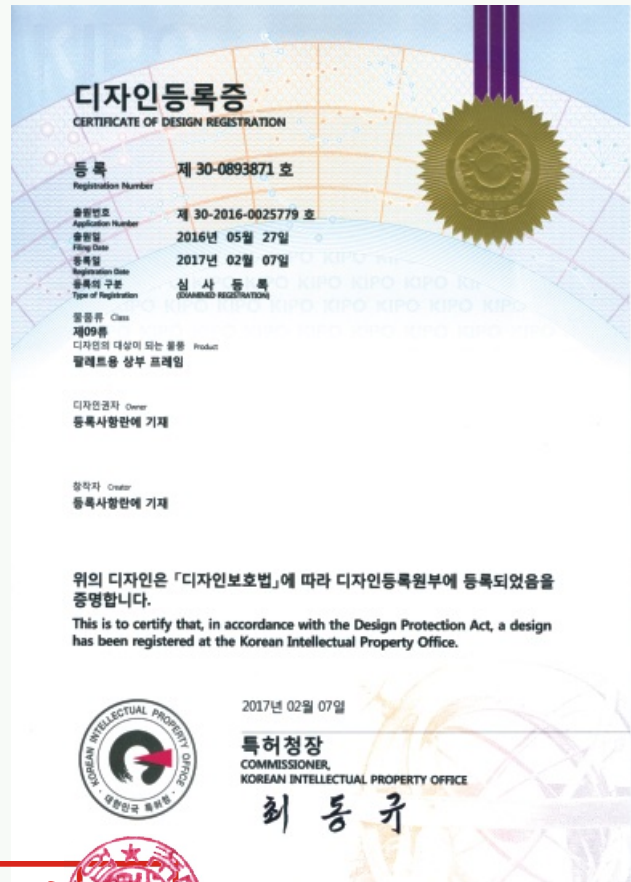 디자인등록증
CERTIFICATE OF DESIGN REGISTRATION
등록 제 30-0893871 호
Registration Number
출원번호 제 30-2016-0025779 호
Application Number
출원일 2016년 05월 27일
Filing Date
등록일 2017년 02월 07일
Registration Date
등록의 구분 심사등록
Type of Registration (EXAMINED REGISTRATION)
물품류 Class
제09류
디자인의 대상이 되는 물품 Product
팔레트용 상부 프레임
디자인권자 Owner
등록사항란에 기재
창작자 Creator
등록사항란에 기재
위의 디자인은 「디자인보호법」에 따라 디자인등록원부에 등록되었음을
증명합니다.
This is to certify that, in accordance with the Design Protection Act, a design
has been registered at the Korean Intellectual Property Office.
2017년 02월 07일
특허청장
COMMISSIONER,
KOREAN INTELLECTUAL PROPERTY OFFICE
최동규
KOREAN INTELLECTUAL PROPERTY OFFICE
대한민국 특허청
KIPO KIPO KIPO KIPO